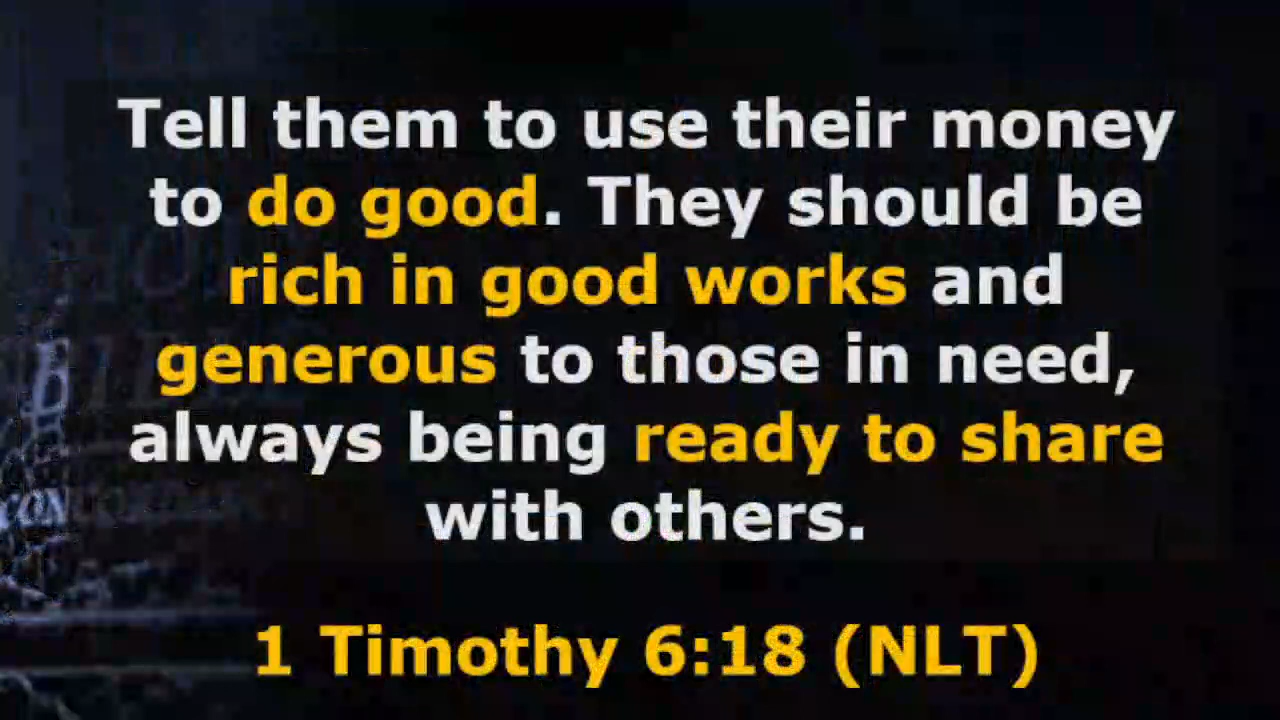 Tell them to use their money
to do good. They should be
rich in good works and
generous to those in need,
always being ready to share
with others.
1 Timothy 6:18 (NLT)